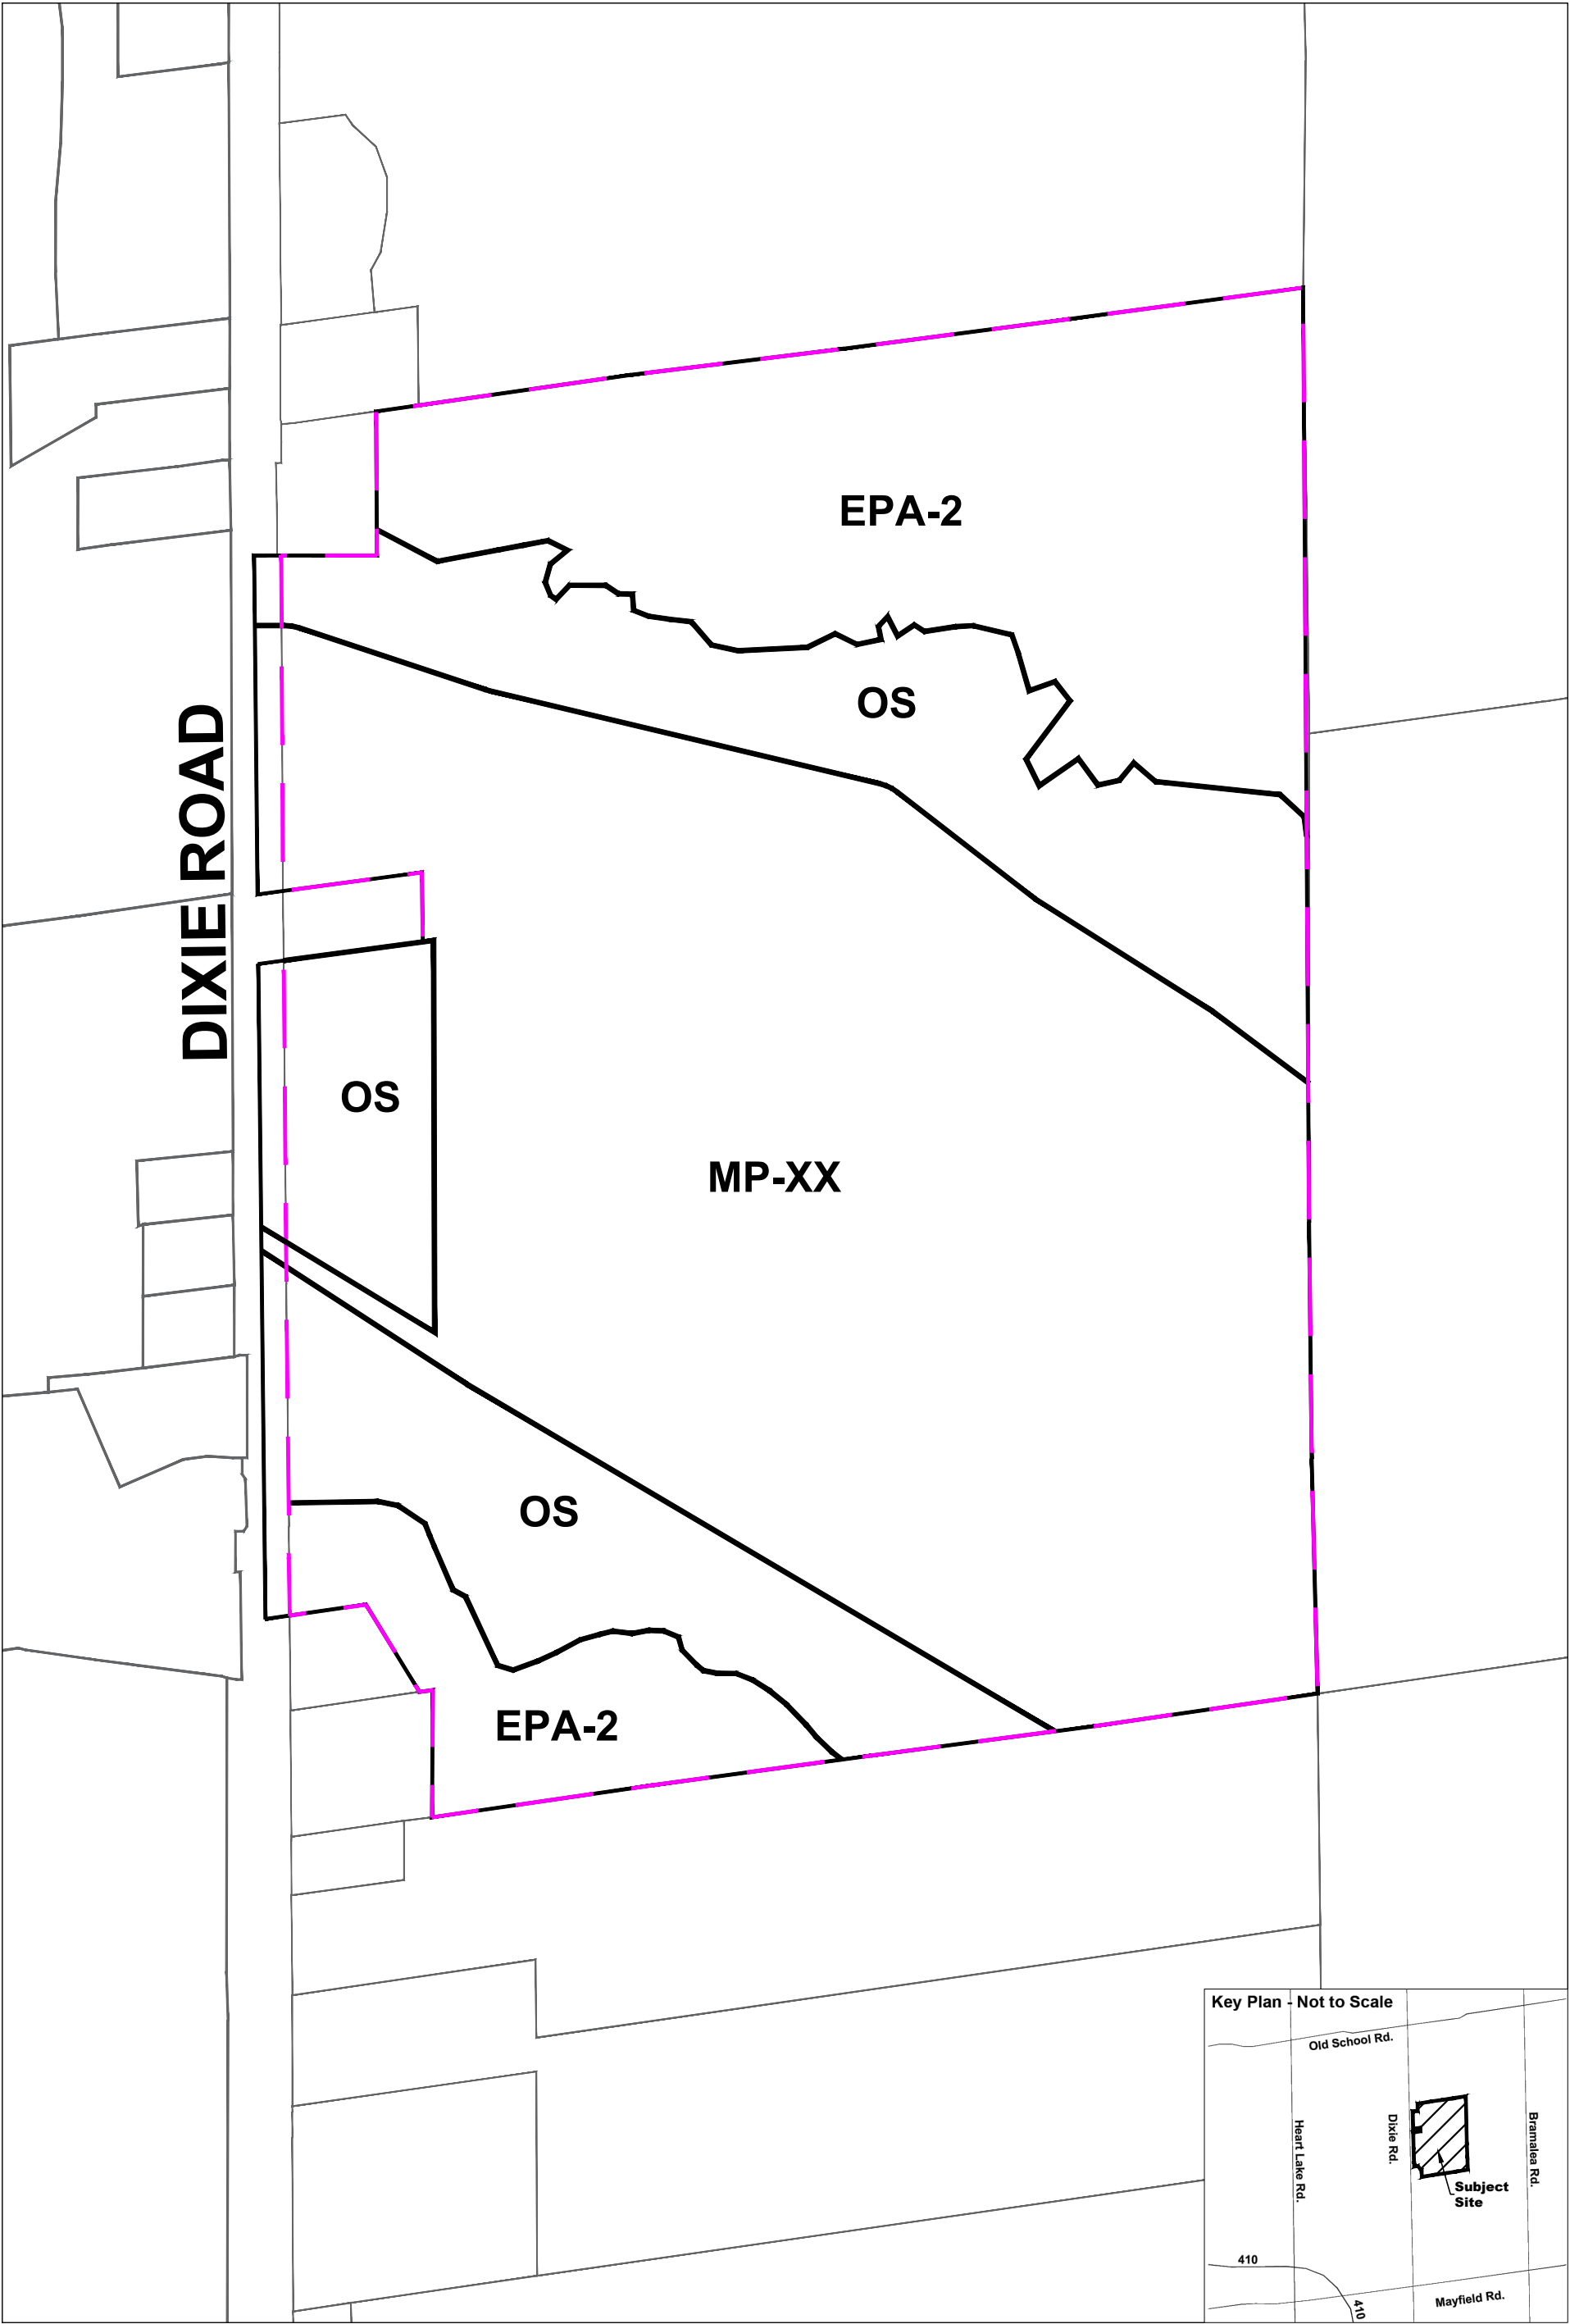 EPA-2
OS
DIXIE ROAD
OS
MP-XX
OS
EPA-2
Key Plan - Not to Scale
Old School Rd.
Heart Lake Rd.
Dixie Rd.
Bramalea Rd.
Subject
Site
410
410
Mayfield Rd.